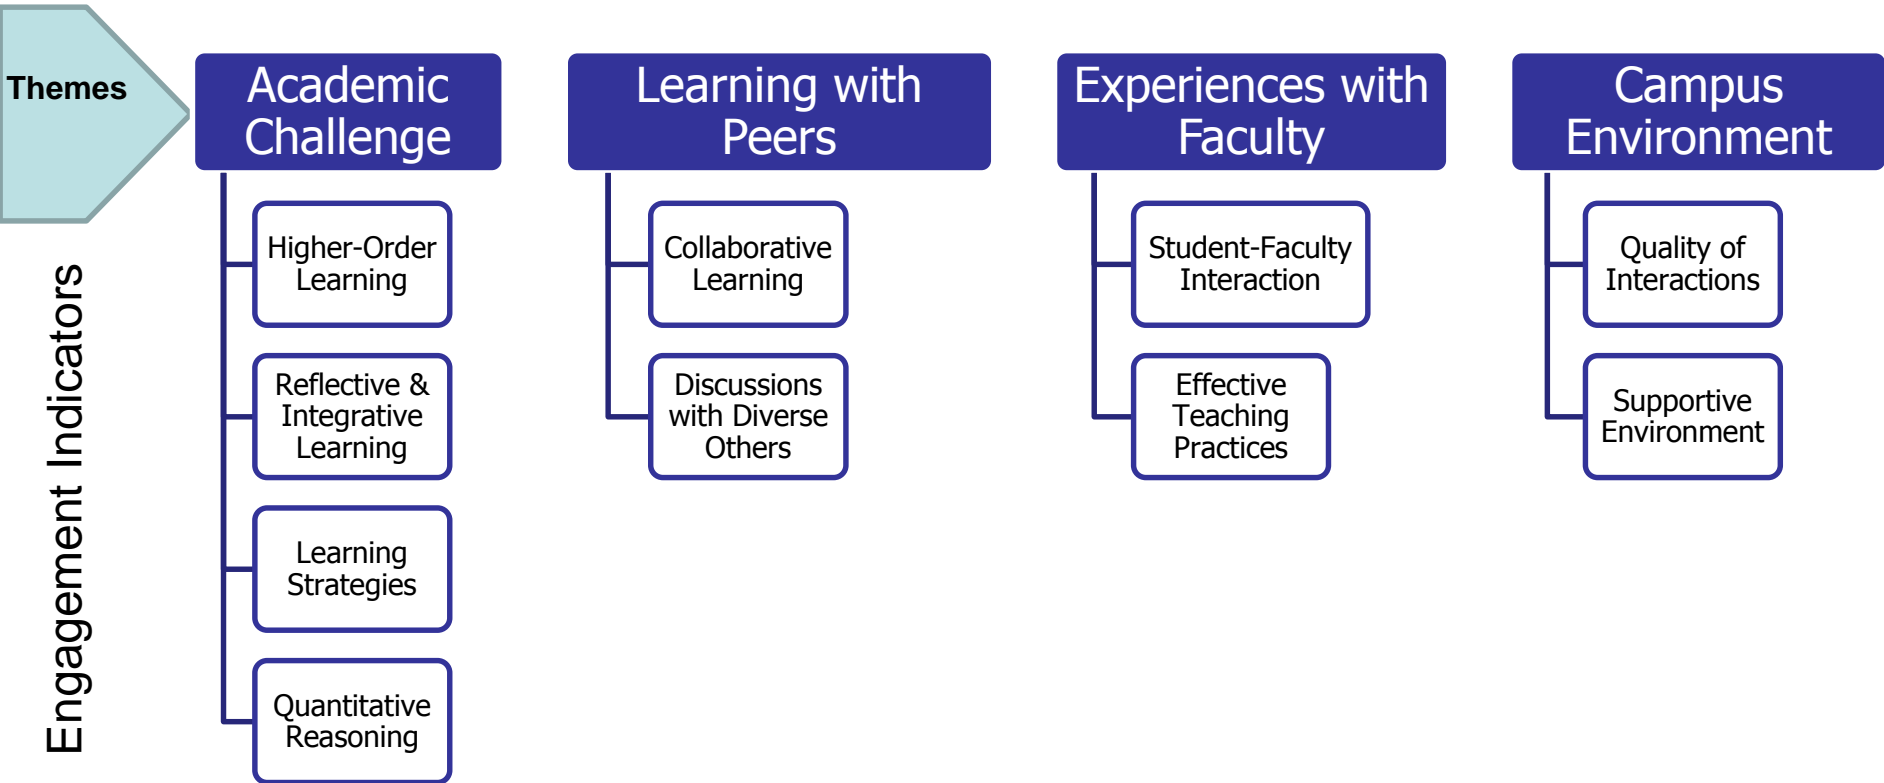 Themes
Engagement Indicators
Academic
Challenge
Higher-Order
Learning
Reflective &
Integrative
Learning
Learning
Strategies
Quantitative
Reasoning
Learning with
Peers
Collaborative
Learning
Discussions
with Diverse
Others
Experiences with
Faculty
Student-Faculty
Interaction
Effective
Teaching
Practices
Campus
Environment
Quality of
Interactions
Supportive
Environment